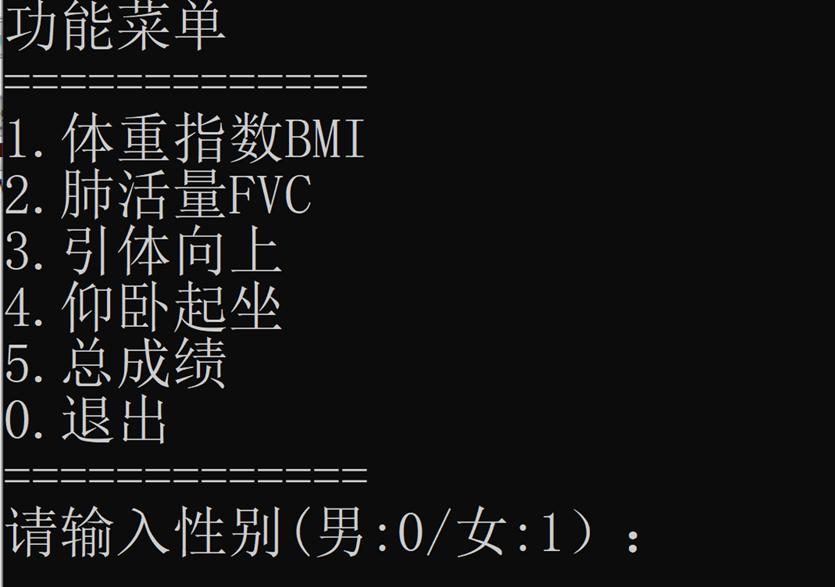 功能菜单
=============
1.体重指数BMI
2.肺活量FVC
3.引体向上
4.仰卧起坐
5.总成绩
0.退出
=============
请输入性别(男:0/女:1）：